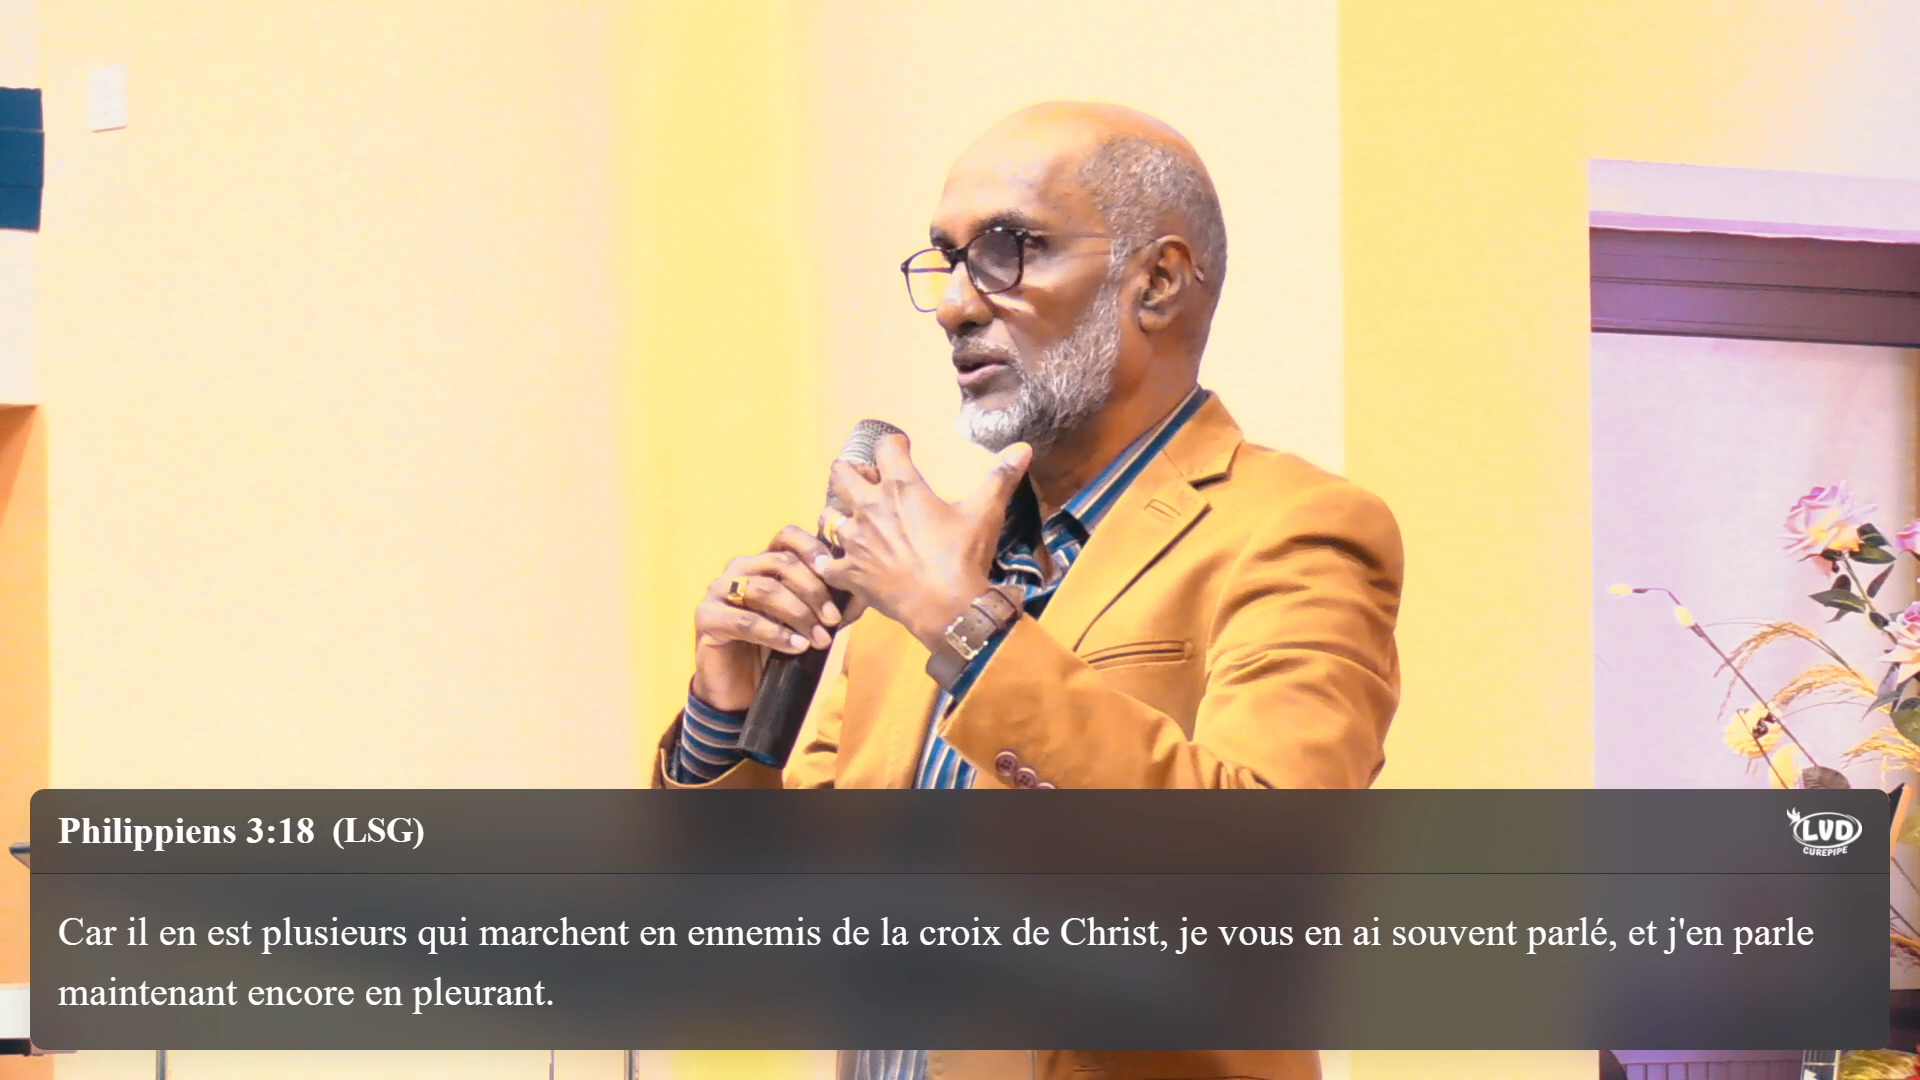 Philippiens 3:18 (LSG)
LVD
CUREPIPE
Car il en est plusieurs qui marchent en ennemis de la croix de Christ, je vous en ai souvent parlé, et j'en parle
maintenant encore en pleurant.